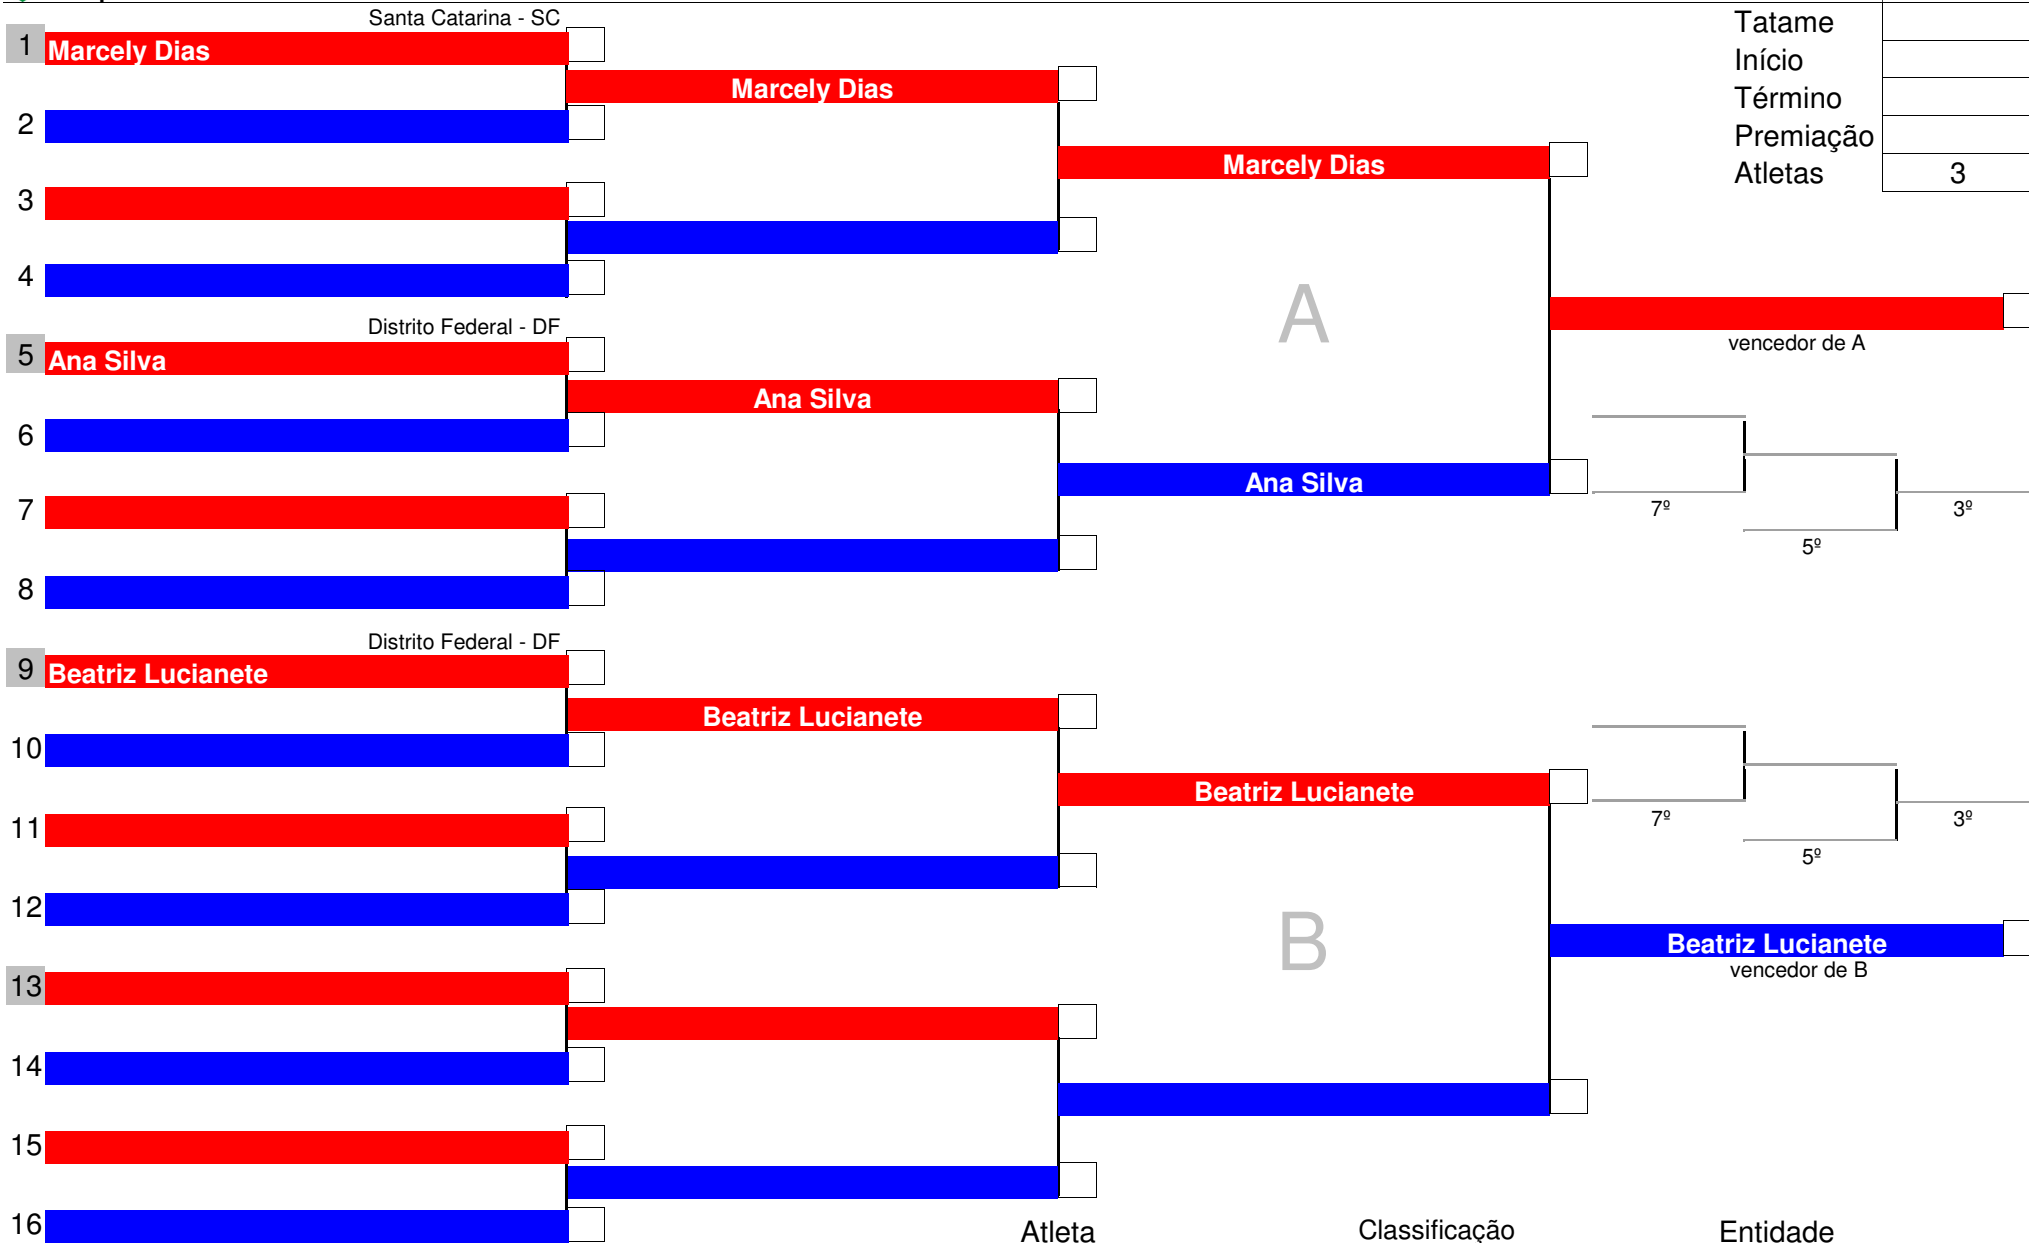 Santa Catarina - SC
Tatame
1 Marcely Dias
Início
Marcely Dias
Término
2
Premiação
Marcely Dias
Atletas 3
3
4
A
Distrito Federal - DF
vencedor de A
5 Ana Silva
Ana Silva
6
Ana Silva
7
7º 3º
5º
8
Distrito Federal - DF
9 Beatriz Lucianete
Beatriz Lucianete
10
Beatriz Lucianete
11
7º 3º
5º
12
B
Beatriz Lucianete
vencedor de B
13
14
15
16
Atleta Classificação Entidade